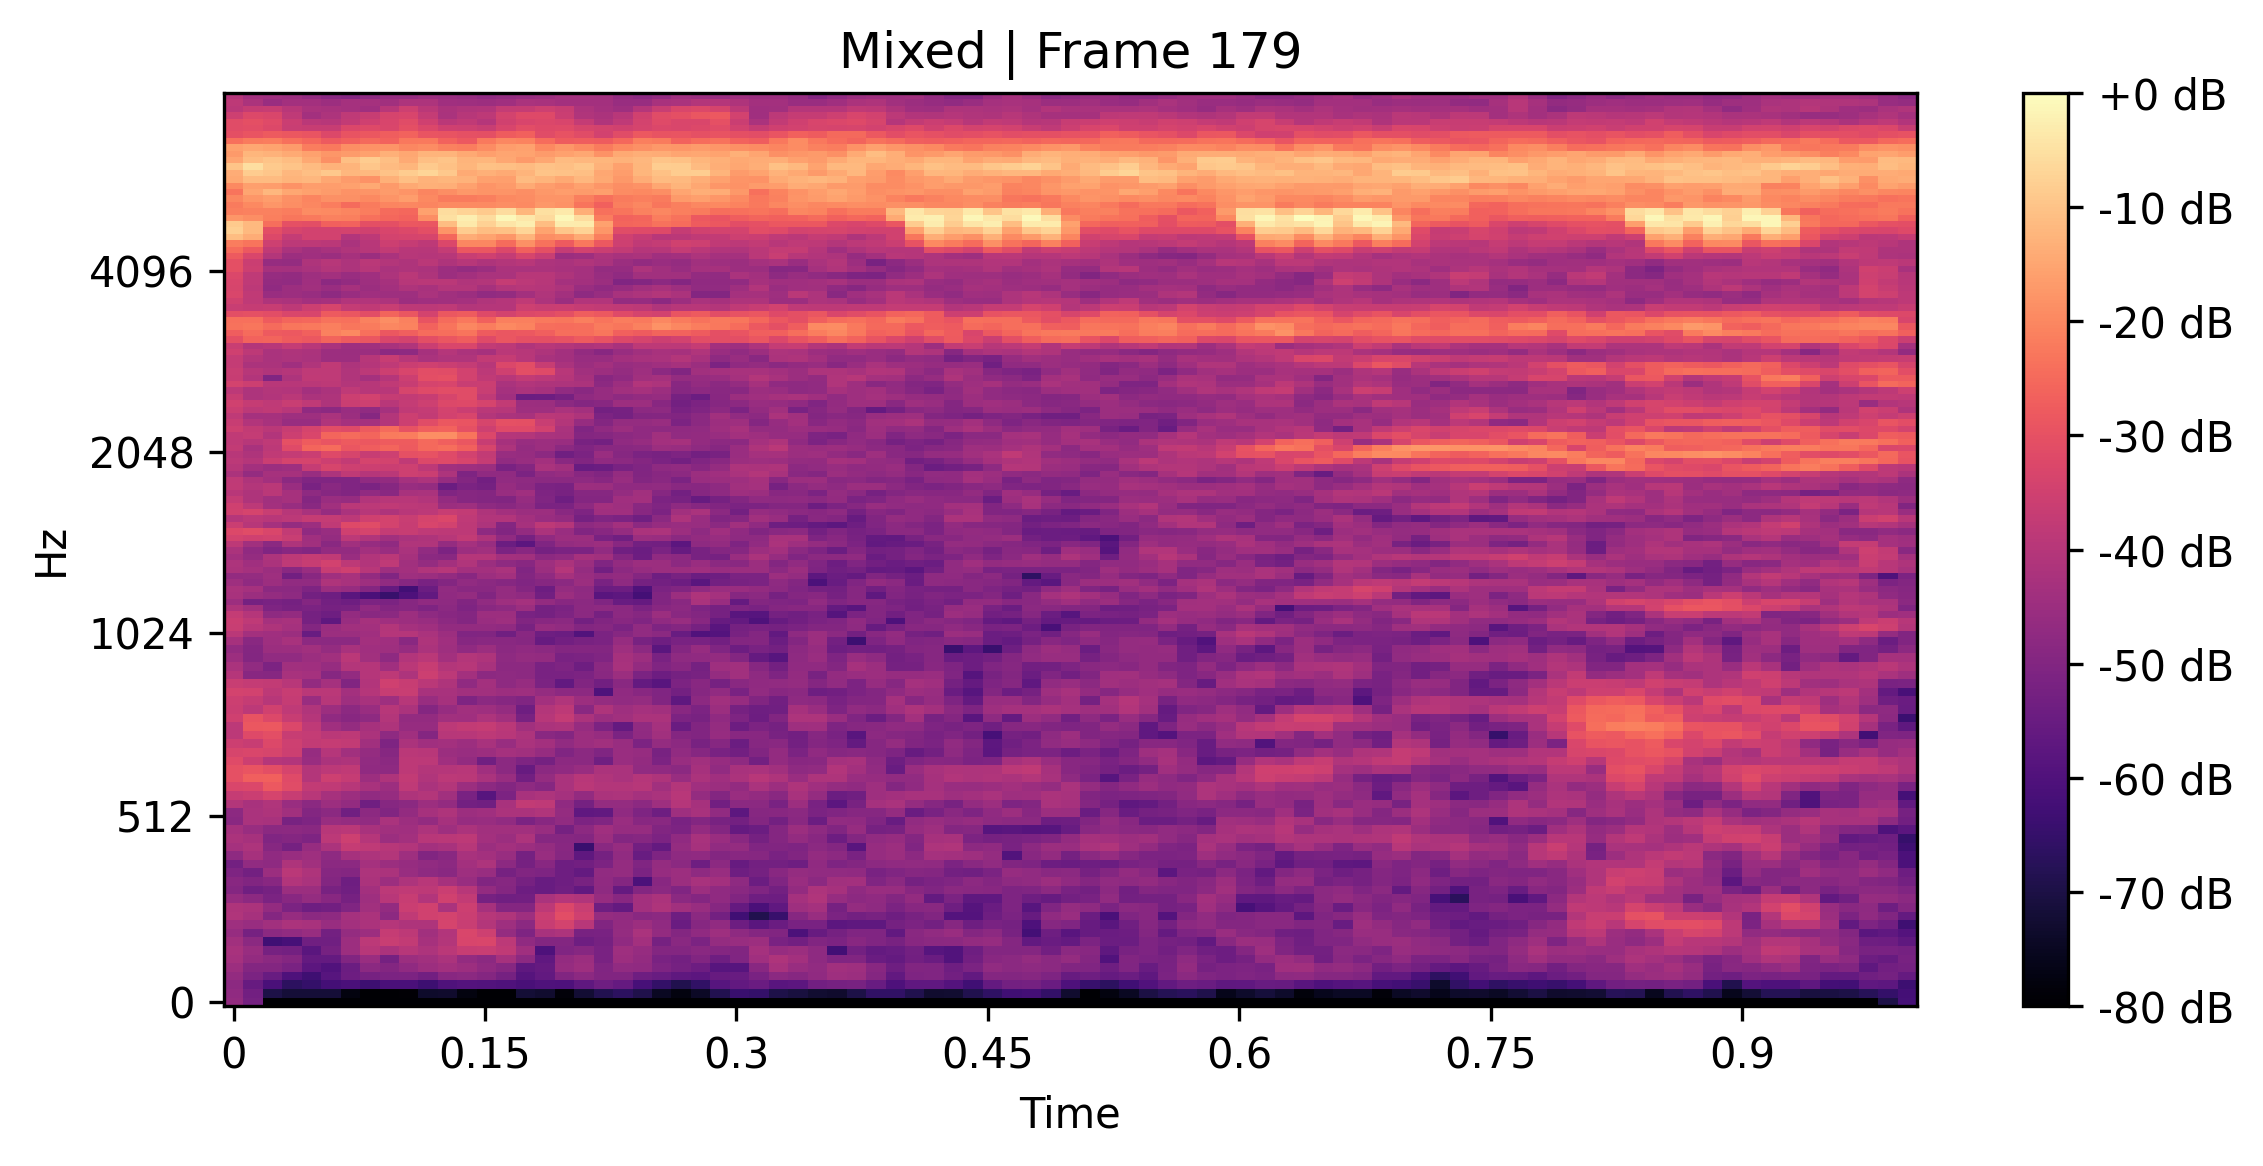 Mixed | Frame 179
+0 dB
-10 dB
-20 dB
-30 dB
-40 dB
-50 dB
-60 dB
-70 dB
-80 dB
Hz
4096
2048
1024
512
0
0 0.15 0.3 0.45 0.6 0.75 0.9
Time